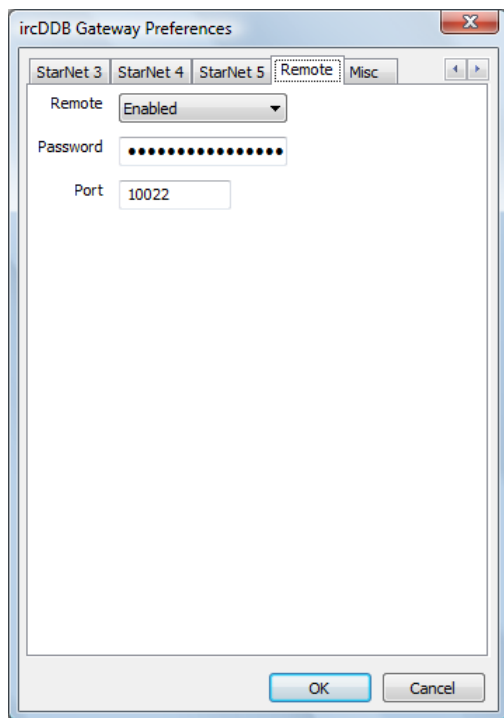 ircDDB Gateway Preferences
StarNet 3 StarNet 4 StarNet 5 Remote Misc
Remote Enabled
Password ●●●●●●●●●●●●●●●●
Port 10022
OK Cancel